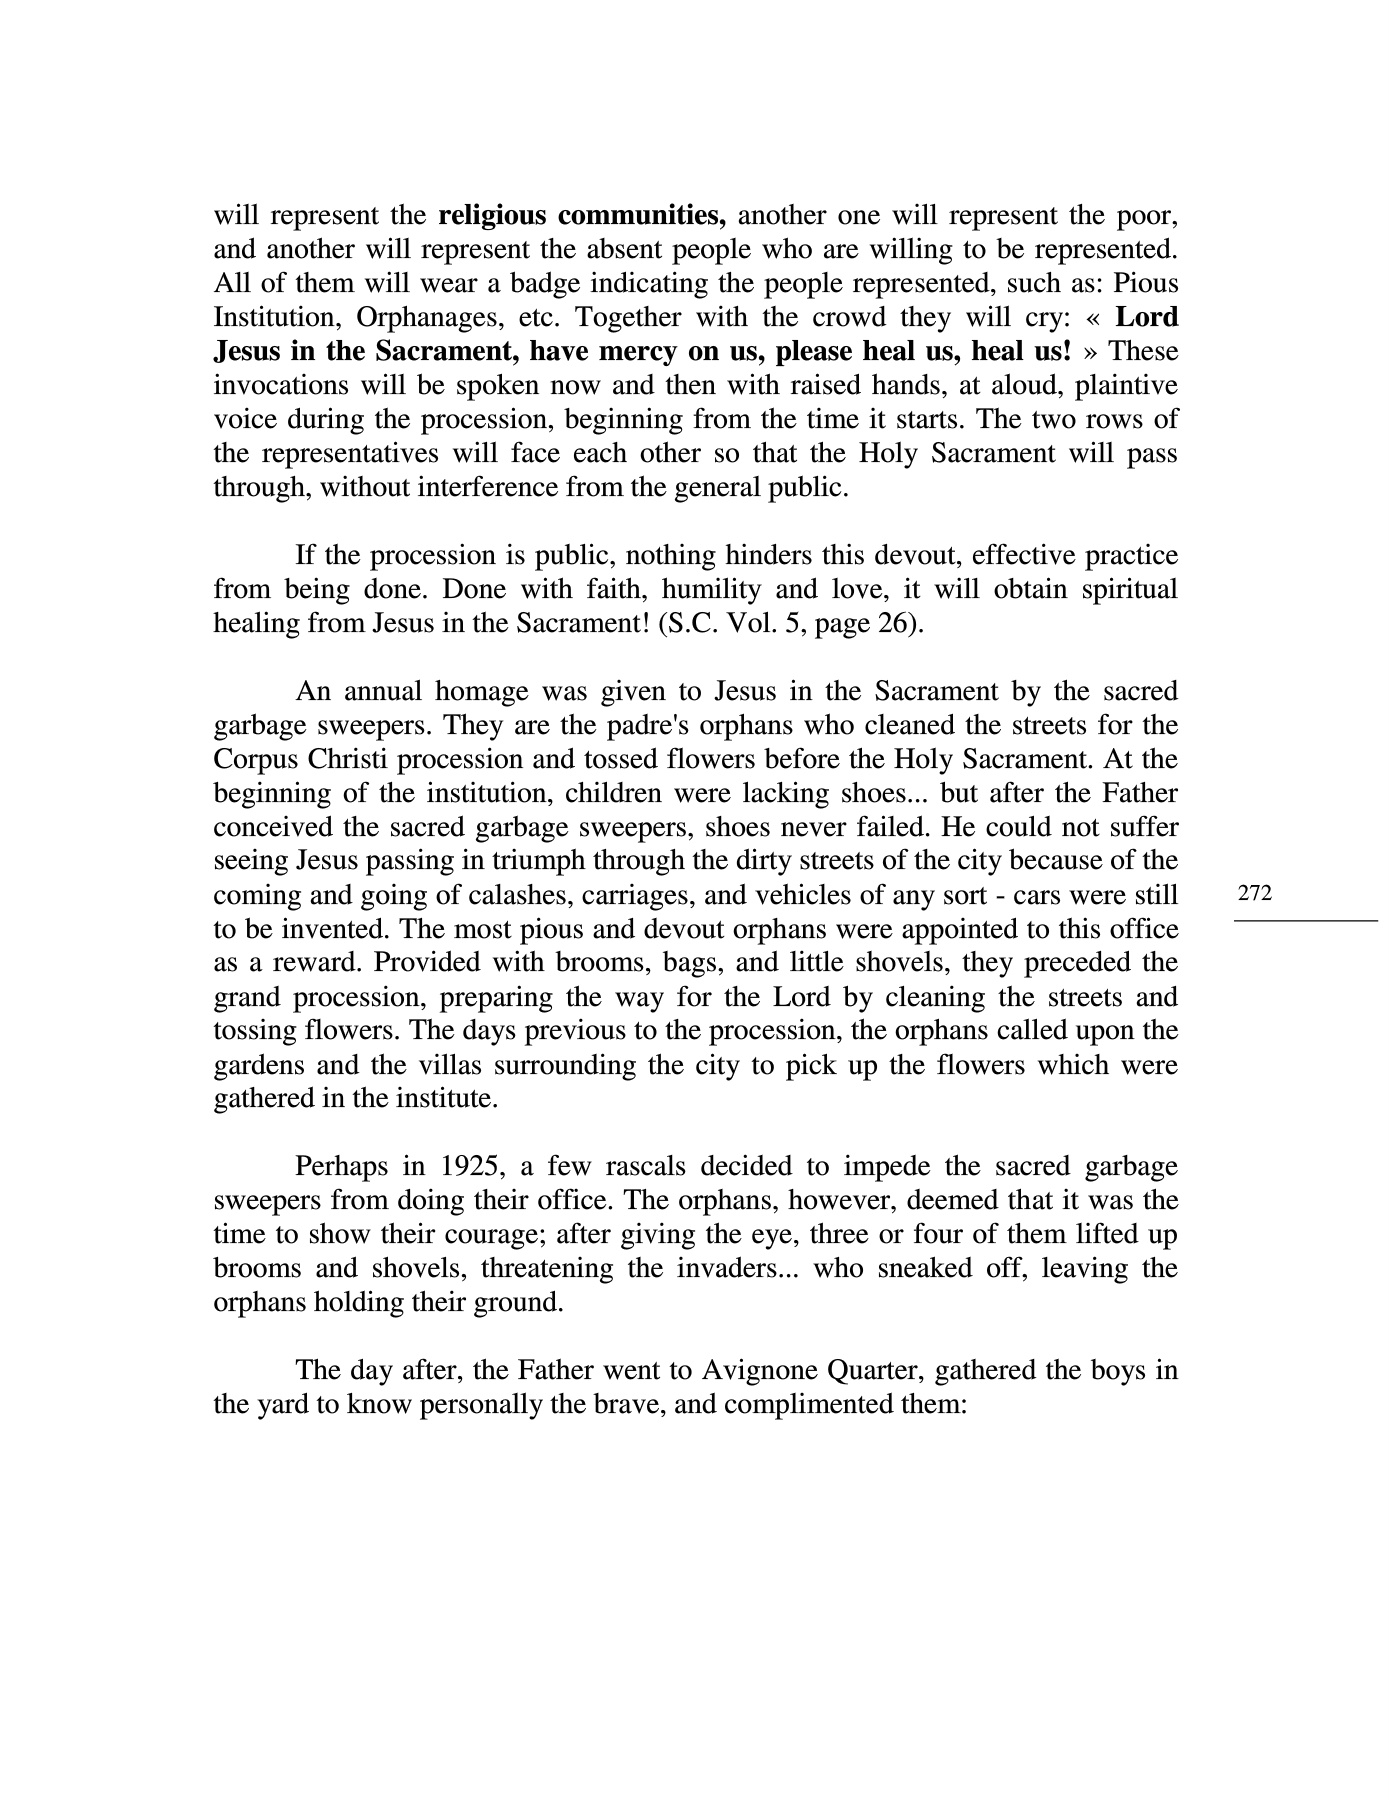 will represent the religious communities, another one will represent the poor,
and another will represent the absent people who are willing to be represented.
All of them will wear a badge indicating the people represented, such as: Pious
Institution, Orphanages, etc. Together with the crowd they will cry: « Lord
Jesus in the Sacrament, have mercy on us, please heal us, heal us! » These
invocations will be spoken now and then with raised hands, at aloud, plaintive
voice during the procession, beginning from the time it starts. The two rows of
the representatives will face each other so that the Holy Sacrament will pass
through, without interference from the general public.
If the procession is public, nothing hinders this devout, effective practice
from being done. Done with faith, humility and love, it will obtain spiritual
healing from Jesus in the Sacrament! (S.C. Vol. 5, page 26).
An annual homage was given to Jesus in the Sacrament by the sacred
garbage sweepers. They are the padre's orphans who cleaned the streets for the
Corpus Christi procession and tossed flowers before the Holy Sacrament. At the
beginning of the institution, children were lacking shoes... but after the Father
conceived the sacred garbage sweepers, shoes never failed. He could not suffer
seeing Jesus passing in triumph through the dirty streets of the city because of the
coming and going of calashes, carriages, and vehicles of any sort - cars were still
to be invented. The most pious and devout orphans were appointed to this office
as a reward. Provided with brooms, bags, and little shovels, they preceded the
grand procession, preparing the way for the Lord by cleaning the streets and
tossing flowers. The days previous to the procession, the orphans called upon the
gardens and the villas surrounding the city to pick up the flowers which were
gathered in the institute.
Perhaps in 1925, a few rascals decided to impede the sacred garbage
sweepers from doing their office. The orphans, however, deemed that it was the
time to show their courage; after giving the eye, three or four of them lifted up
brooms and shovels, threatening the invaders... who sneaked off, leaving the
orphans holding their ground.
The day after, the Father went to Avignone Quarter, gathered the boys in
the yard to know personally the brave, and complimented them:
272